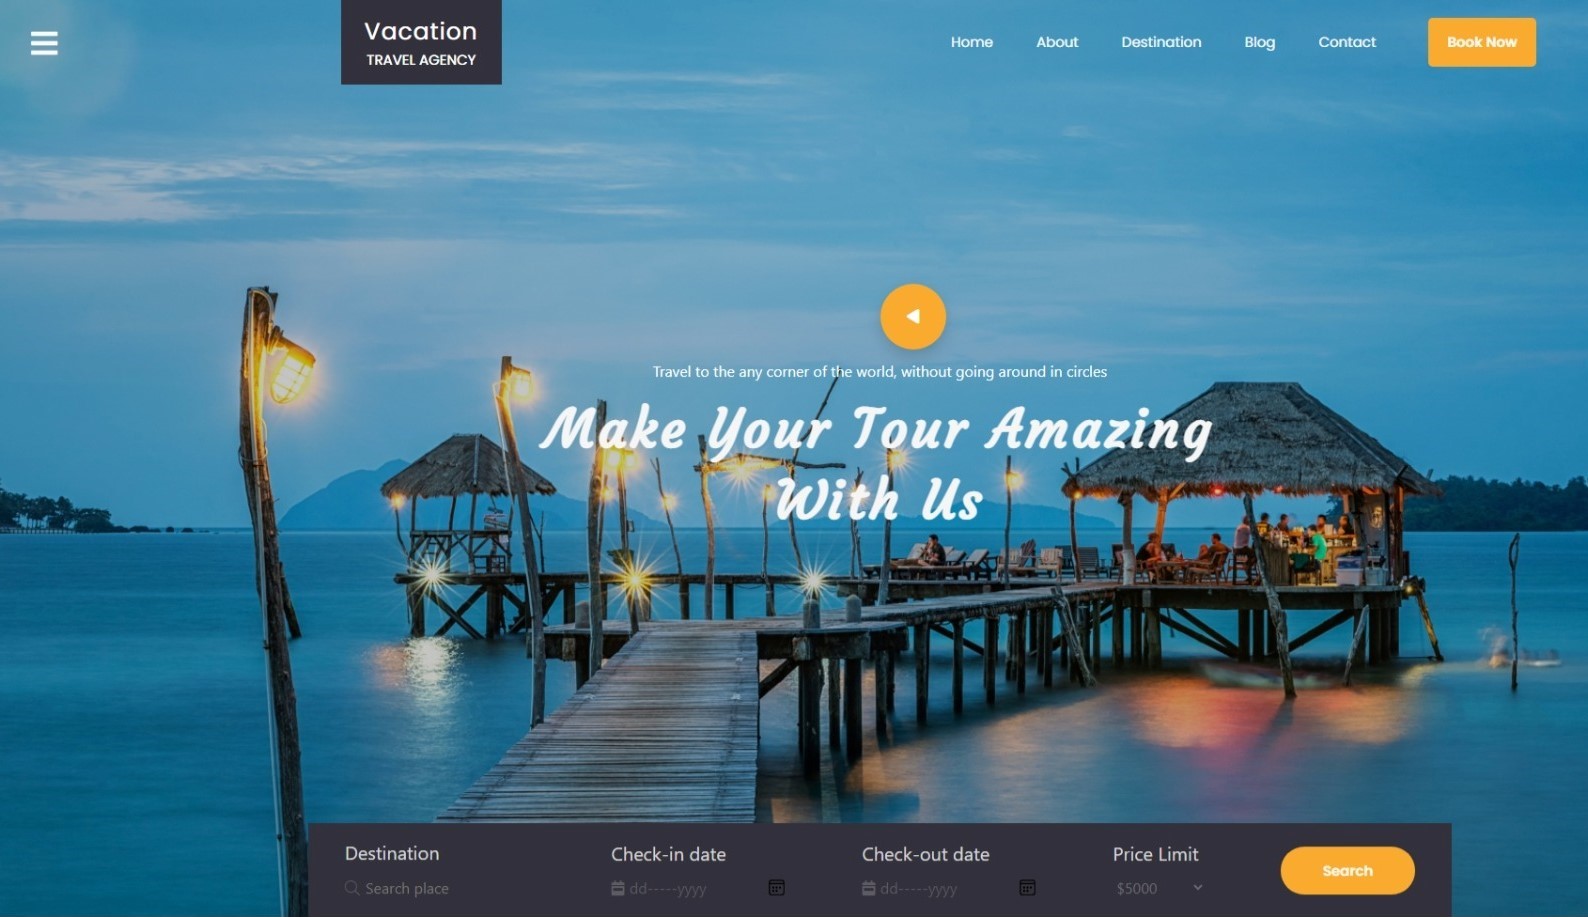 Vacation
TRAVEL AGENCY
Home About Destination Blog Contact Book Now
Travel to the any corner of the world, without going around in circles
Make Your Tour Amazing
With Us
Destination Check-in date Check-out date Price Limit
Search place dd-----yyyy dd-----yyyy $5000
Search